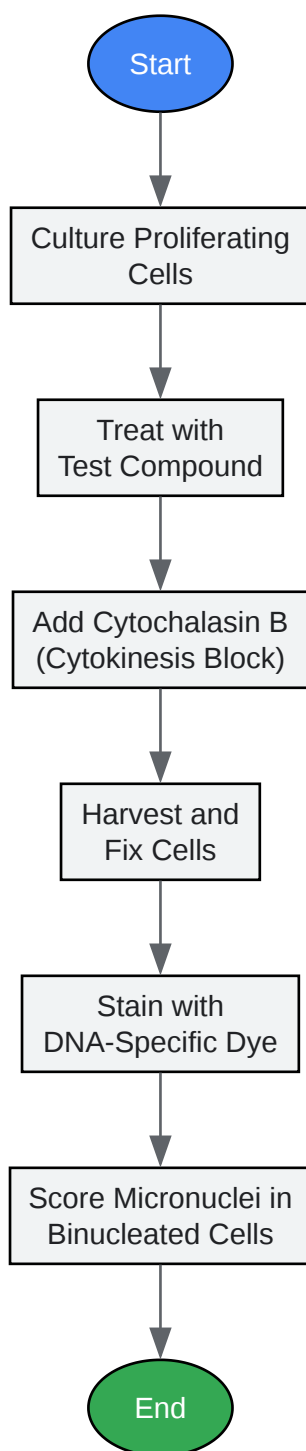 Start
Culture Proliferating
Cells
Treat with
Test Compound
Add Cytochalasin B
(Cytokinesis Block)
Harvest and
Fix Cells
Stain with
DNA-Specific Dye
Score Micronuclei in
Binucleated Cells
End